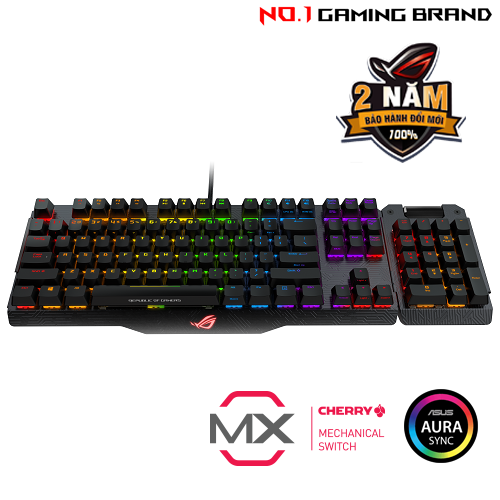 NO.1 GAMING BRAND
2 NĂM
BẢO HÀNH ĐỔI MỚI
100%
REPUBLIC OF GAMERS
MX
CHERRY
MECHANICAL
SWITCH
ASUS
AURA
SYNC